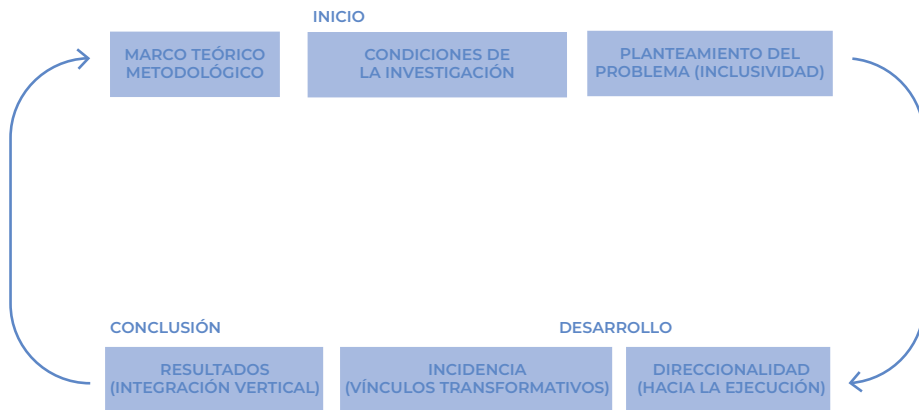 INICIO
MARCO TEÓRICO
METODOLÓGICO
CONDICIONES DE
LA INVESTIGACIÓN
PLANTEAMIENTO DEL
PROBLEMA (INCLUSIVIDAD)
CONCLUSIÓN
DESARROLLO
RESULTADOS
(INTEGRACIÓN VERTICAL)
INCIDENCIA
(VÍNCULOS TRANSFORMATIVOS)
DIRECCIONALIDAD
(HACIA LA EJECUCIÓN)